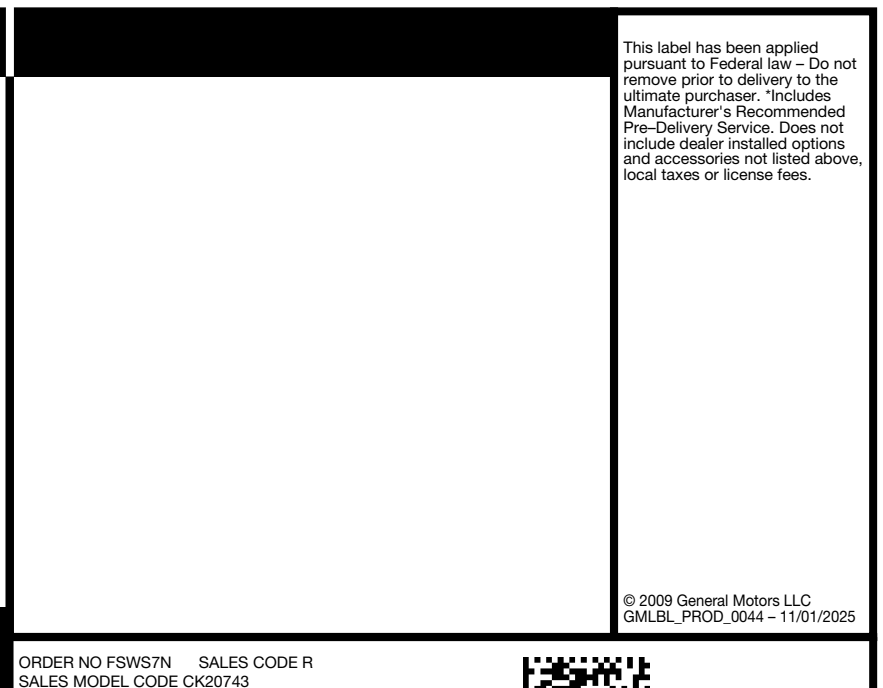 This label has been applied
pursuant to Federal law – Do not
remove prior to delivery to the
ultimate purchaser. *Includes
Manufacturer's Recommended
Pre–Delivery Service. Does not
include dealer installed options
and accessories not listed above,
local taxes or license fees.
© 2009 General Motors LLC
GMLBL_PROD_0044 – 11/01/2025
ORDER NO FSWS7N SALES CODE R
SALES MODEL CODE CK20743